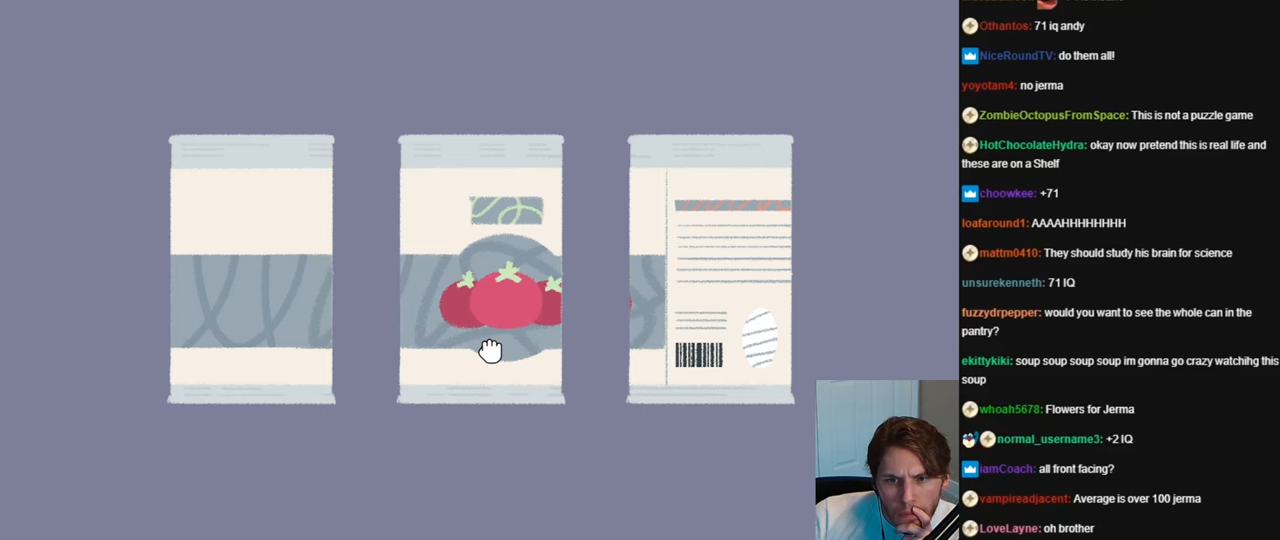 Othantos: 71 iq andy
NiceRoundTV: do them all!
yoyotam4: no jerma
ZombieOctopusFromSpace: This is not a puzzle game
HotChocolateHydra: okay now pretend this is real life and
these are on a Shelf
choowkee: +71
loafaround1: AAAAHHHHHHHH
mattm0410: They should study his brain for science
unsurekenneth: 71 IQ
fuzzydrpepper: would you want to see the whole can in the
pantry?
ekittykiki: soup soup soup soup im gonna go crazy watchihg this
soup
whoah5678: Flowers for Jerma
normal_username3: +2 IQ
iamCoach: all front facing?
vampireadjacent: Average is over 100 jerma
LoveLayne: oh brother